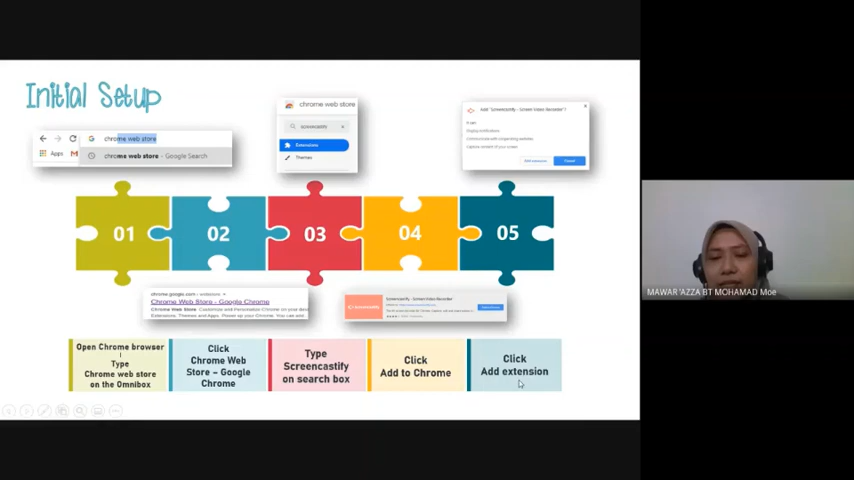 Initial Setup
chrome web store
Apps
chrome web store - Google Search
chrome web store
screencastify
Extensions
Themes
Add "Screencastify - Screen Video Recorder"?
01
02
03
04
05
Chrome Web Store - Google Chrome
Screencastify - Screen Video Recorder
Open Chrome browser
Type
Chrome web store
on the Omnibox
Click
Chrome Web
Store – Google
Chrome
Type
Screencastify
on search box
Click
Add to Chrome
Click
Add extension
MAWAR 'AZZA BT MOHAMAD Moe